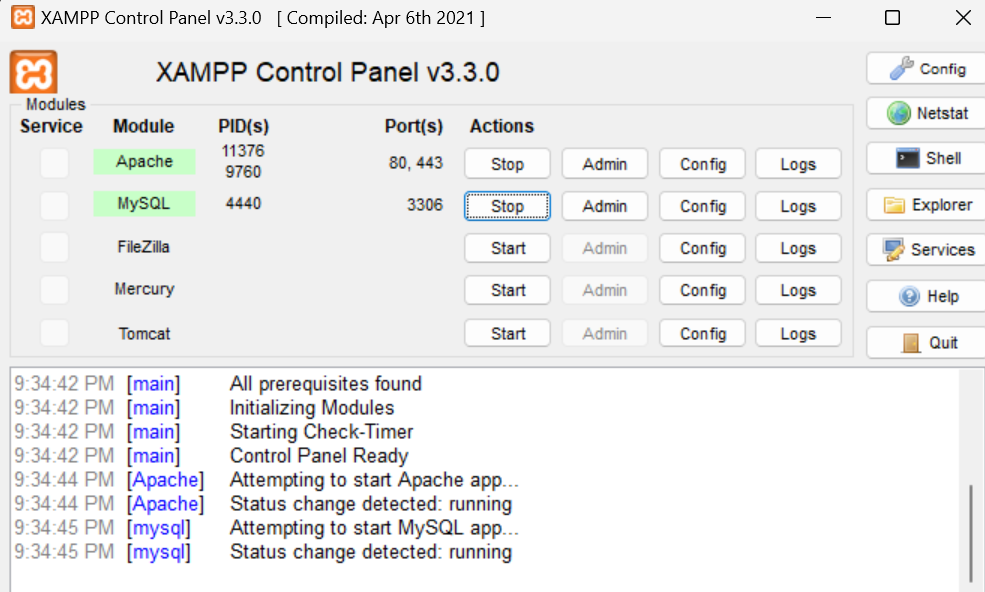 XAMPP Control Panel v3.3.0 [ Compiled: Apr 6th 2021 ]
XAMPP Control Panel v3.3.0
Config
Modules
Service Module PID(s) Port(s) Actions
Netstat
Apache 11376 9760 80, 443 Stop Admin Config Logs
Shell
MySQL 4440 3306 Stop Admin Config Logs
Explorer
FileZilla Start Admin Config Logs
Services
Mercury Start Admin Config Logs
Help
Tomcat Start Admin Config Logs
Quit
9:34:42 PM [main] All prerequisites found
9:34:42 PM [main] Initializing Modules
9:34:42 PM [main] Starting Check-Timer
9:34:42 PM [main] Control Panel Ready
9:34:44 PM [Apache] Attempting to start Apache app...
9:34:44 PM [Apache] Status change detected: running
9:34:45 PM [mysql] Attempting to start MySQL app...
9:34:45 PM [mysql] Status change detected: running